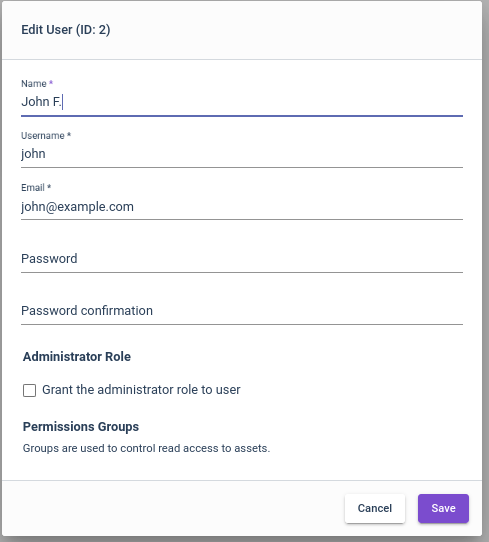 Edit User (ID: 2)
Name *
John F.
Username *
john
Email *
john@example.com
Password
Password confirmation
Administrator Role
Grant the administrator role to user
Permissions Groups
Groups are used to control read access to assets.
Cancel Save